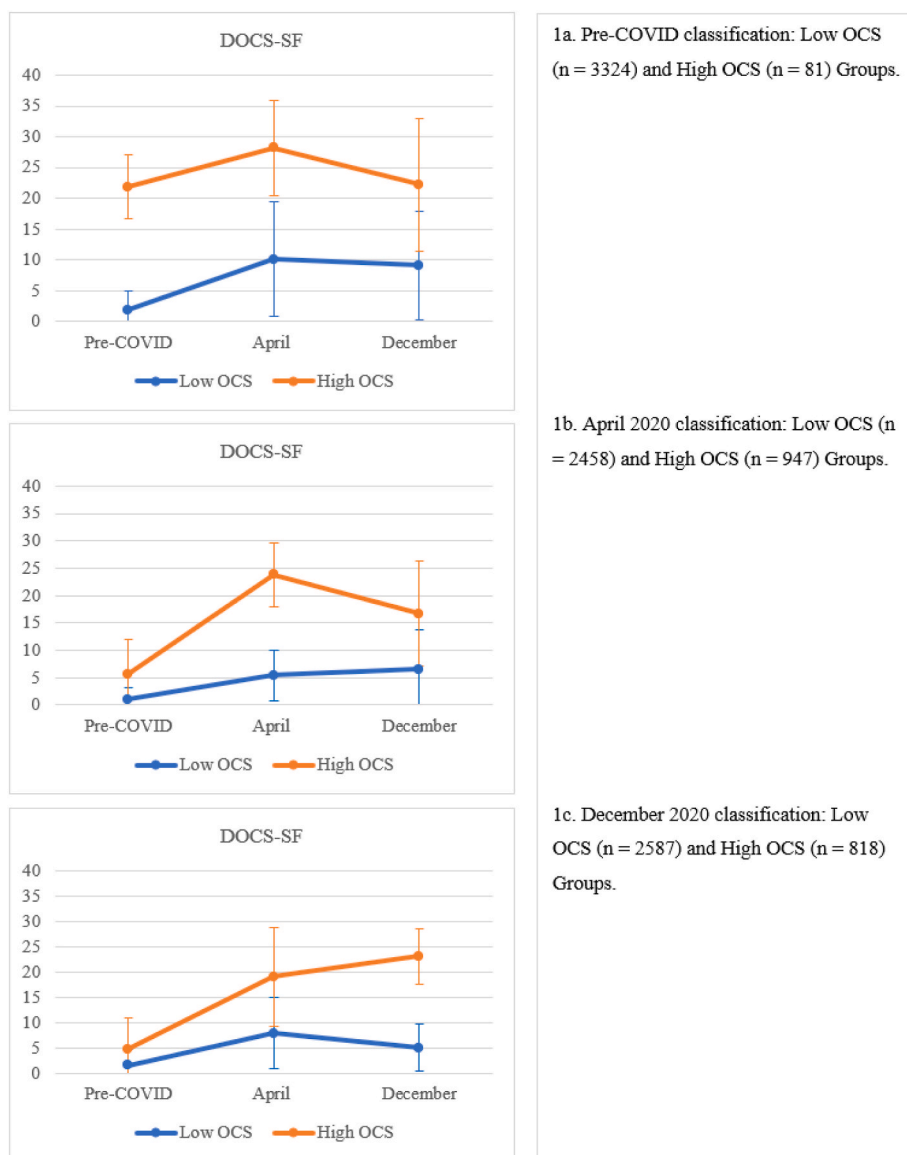 DOCS-SF
40
35
30
25
20
15
10
5
0
Pre-COVID April December
Low OCS High OCS
1a. Pre-COVID classification: Low OCS
(n = 3324) and High OCS (n = 81) Groups.
DOCS-SF
40
35
30
25
20
15
10
5
0
Pre-COVID April December
Low OCS High OCS
1b. April 2020 classification: Low OCS (n
= 2458) and High OCS (n = 947) Groups.
DOCS-SF
40
35
30
25
20
15
10
5
0
Pre-COVID April December
Low OCS High OCS
1c. December 2020 classification: Low
OCS (n = 2587) and High OCS (n = 818)
Groups.